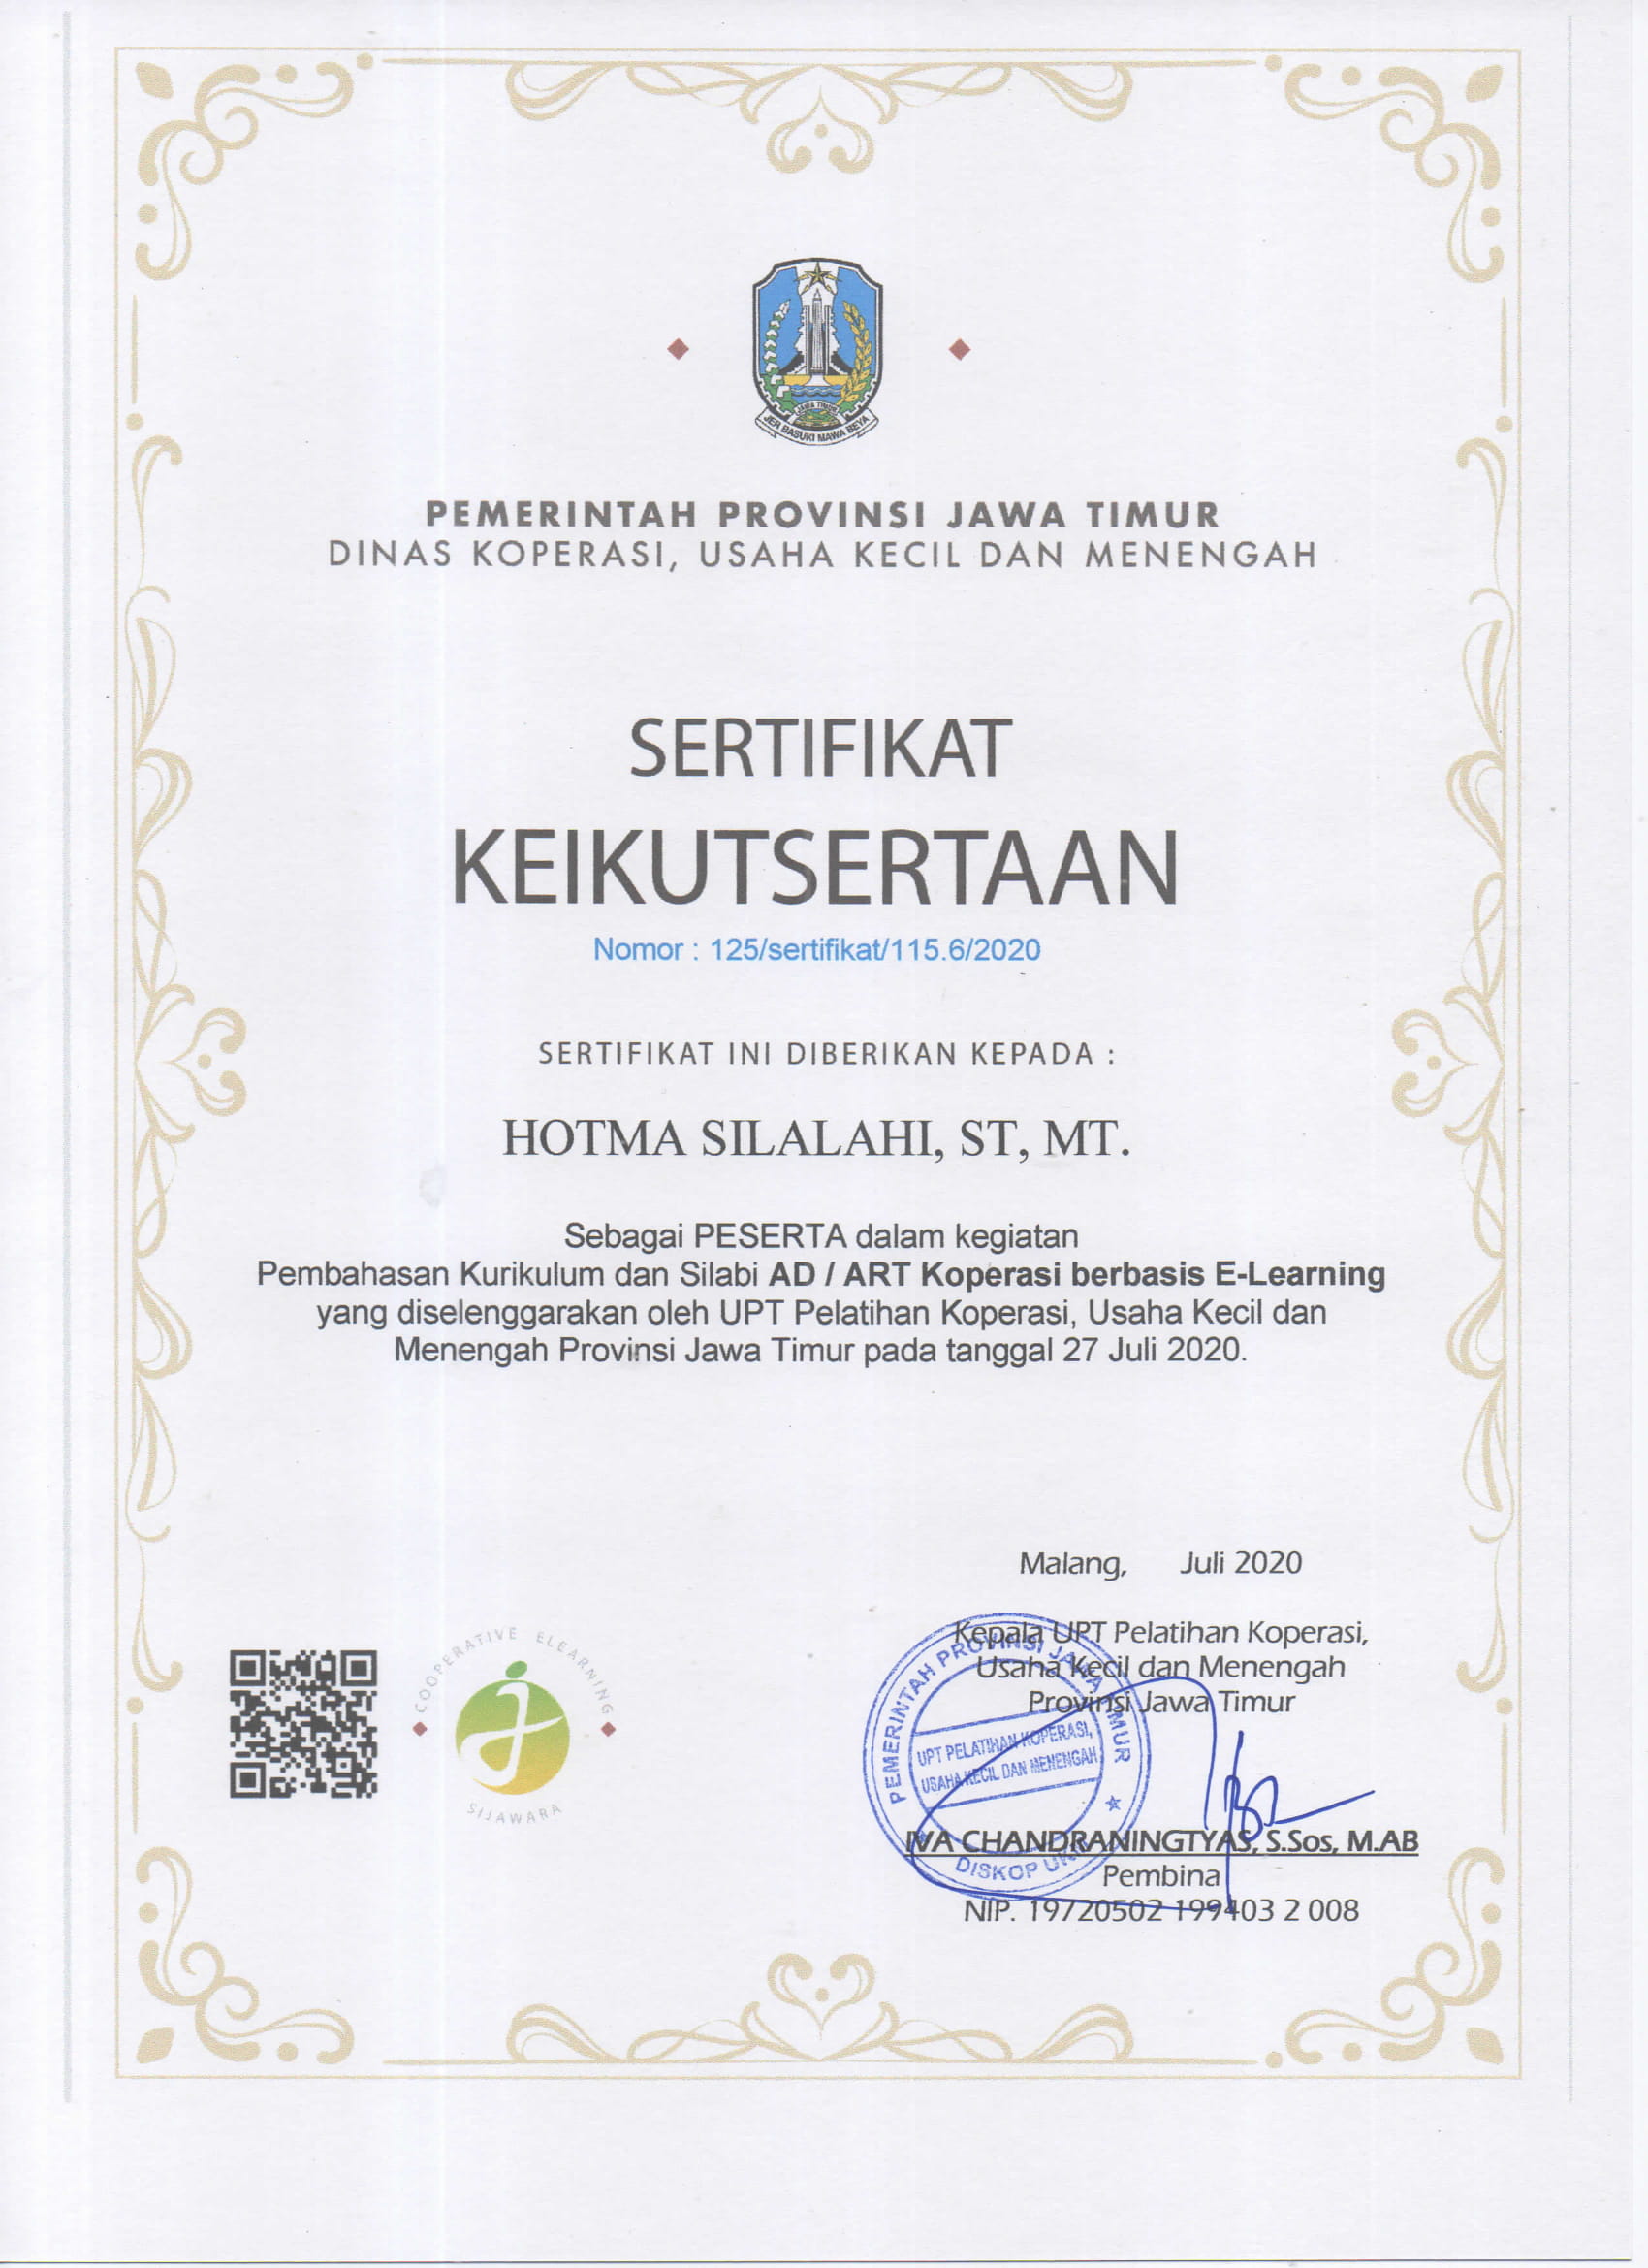 JAWA TIMUR
JER BASUKI MAWA BEYA
PEMERINTAH PROVINSI JAWA TIMUR
DINAS KOPERASI, USAHA KECIL DAN MENENGAH
SERTIFIKAT
KEIKUTSERTAAN
Nomor : 125/sertifikat/115.6/2020
SERTIFIKAT INI DIBERIKAN KEPADA :
HOTMA SILALAHI, ST, MT.
Sebagai PESERTA dalam kegiatan
Pembahasan Kurikulum dan Silabi AD / ART Koperasi berbasis E-Learning
yang diselenggarakan oleh UPT Pelatihan Koperasi, Usaha Kecil dan
Menengah Provinsi Jawa Timur pada tanggal 27 Juli 2020.
Malang, Juli 2020
Kepala UPT Pelatihan Koperasi,
Usaha Kecil dan Menengah
Provinsi Jawa Timur
COOPERATIVE ELEARNING
SIJAWARA
PEMERINTAH PROVINSI JAWA TIMUR
UPT PELATIHAN KOPERASI,
USAHA KECIL DAN MENENGAH
DISKOP UKM
IVA CHANDRANINGTYAS, S.Sos, M.AB
Pembina
NIP. 19720502 199403 2 008